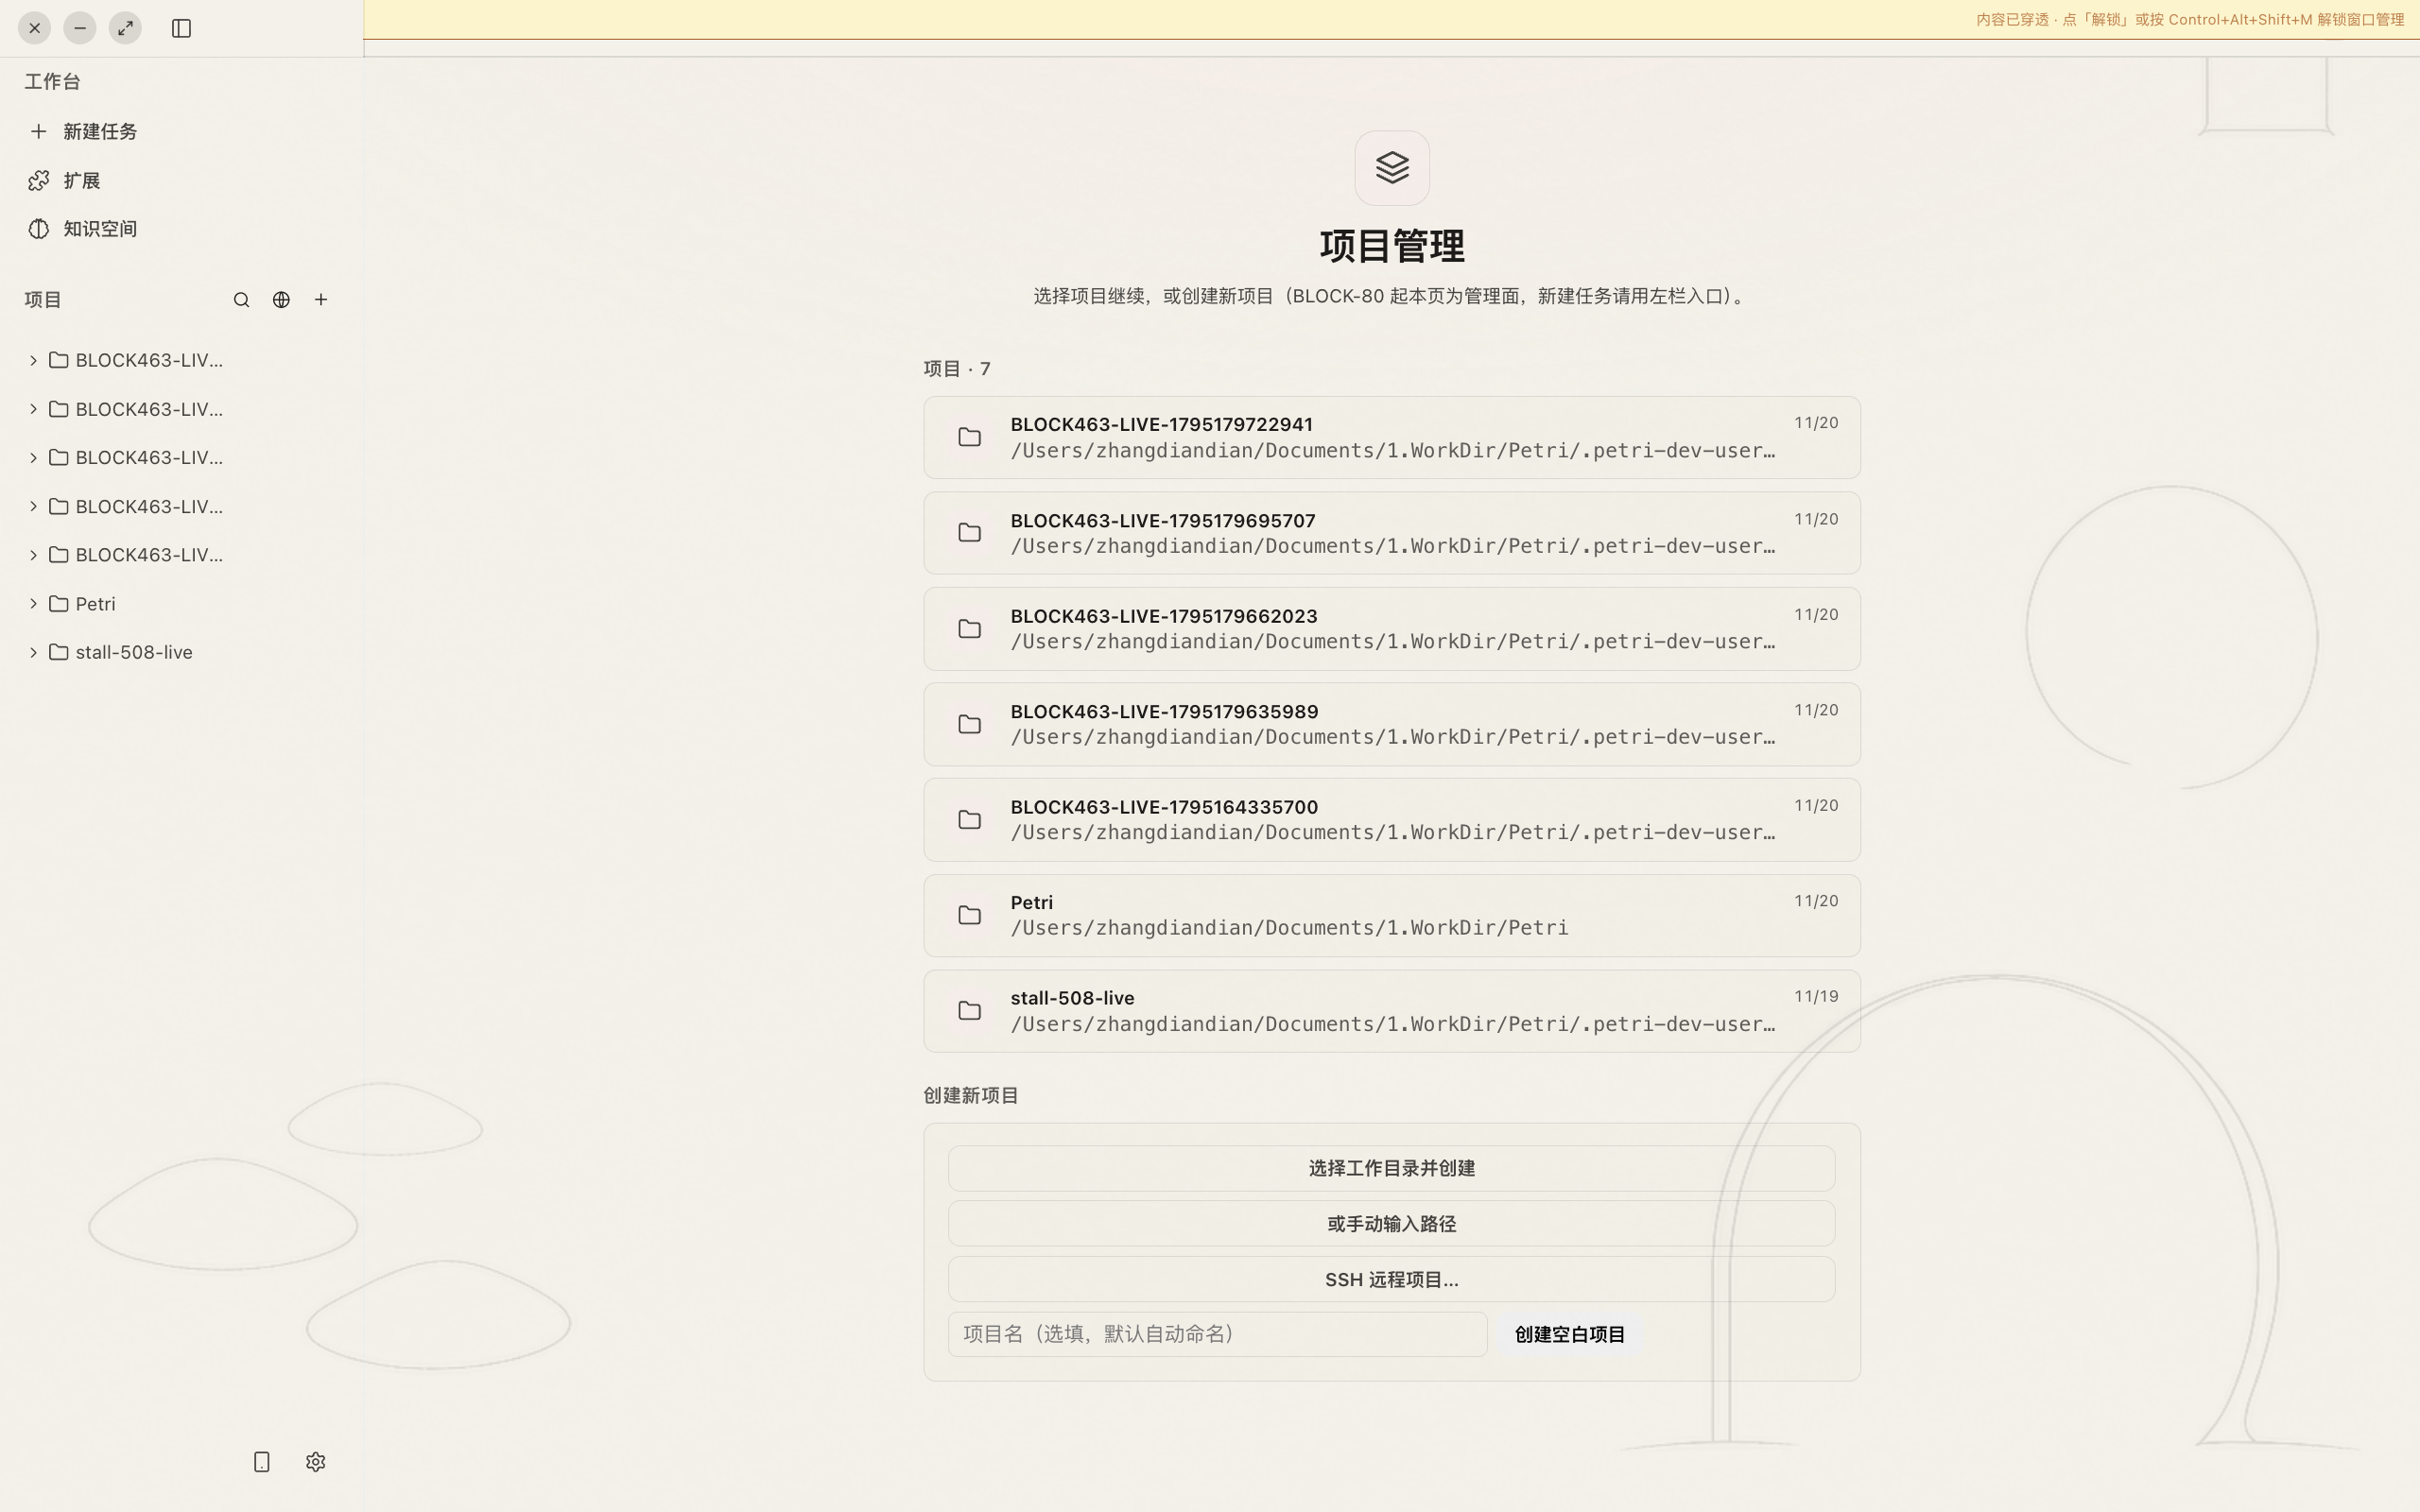 内容已穿透 · 点「解锁」或按 Control+Alt+Shift+M 解锁窗口管理
工作台
新建任务
扩展
知识空间
项目
BLOCK463-LIV...
BLOCK463-LIV...
BLOCK463-LIV...
BLOCK463-LIV...
BLOCK463-LIV...
Petri
stall-508-live
项目管理
选择项目继续，或创建新项目（BLOCK-80 起本页为管理面，新建任务请用左栏入口）。
项目 · 7
BLOCK463-LIVE-1795179722941
11/20
/Users/zhangdiandian/Documents/1.WorkDir/Petri/.petri-dev-user…
BLOCK463-LIVE-1795179695707
11/20
/Users/zhangdiandian/Documents/1.WorkDir/Petri/.petri-dev-user…
BLOCK463-LIVE-1795179662023
11/20
/Users/zhangdiandian/Documents/1.WorkDir/Petri/.petri-dev-user…
BLOCK463-LIVE-1795179635989
11/20
/Users/zhangdiandian/Documents/1.WorkDir/Petri/.petri-dev-user…
BLOCK463-LIVE-1795164335700
11/20
/Users/zhangdiandian/Documents/1.WorkDir/Petri/.petri-dev-user…
Petri
11/20
/Users/zhangdiandian/Documents/1.WorkDir/Petri
stall-508-live
11/19
/Users/zhangdiandian/Documents/1.WorkDir/Petri/.petri-dev-user…
创建新项目
选择工作目录并创建
或手动输入路径
SSH 远程项目...
项目名（选填，默认自动命名）
创建空白项目